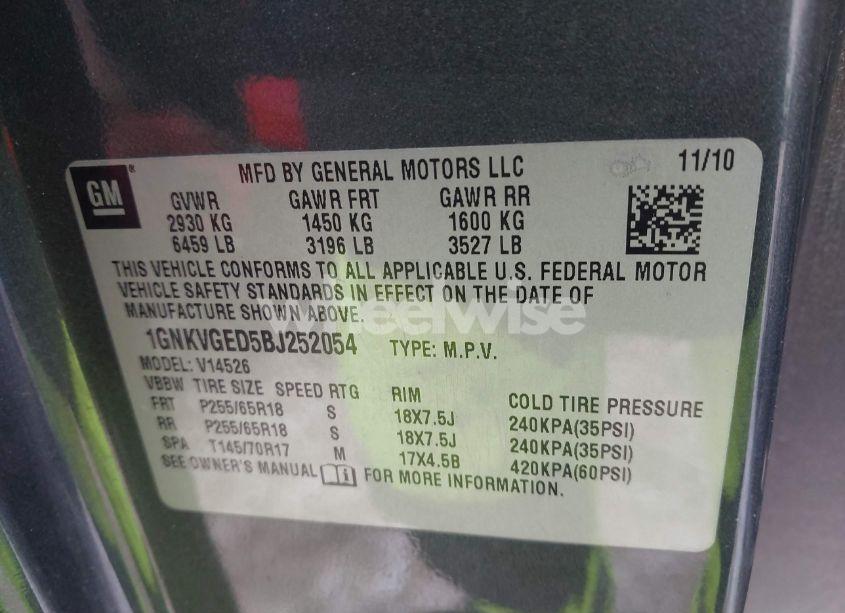 GM®
MFD BY GENERAL MOTORS LLC 11/10
GVWR GAWR FRT GAWR RR
2930 KG 1450 KG 1600 KG
6459 LB 3196 LB 3527 LB
THIS VEHICLE CONFORMS TO ALL APPLICABLE U.S. FEDERAL MOTOR
VEHICLE SAFETY STANDARDS IN EFFECT ON THE DATE OF
MANUFACTURE SHOWN ABOVE.
wheelwise
1GNKVGED5BJ252054 TYPE: M.P.V.
MODEL: V14526
VBBW TIRE SIZE SPEED RTG RIM COLD TIRE PRESSURE
FRT P255/65R18 S 18X7.5J 240KPA(35PSI)
RR P255/65R18 S 18X7.5J 240KPA(35PSI)
SPA T145/70R17 M 17X4.5B 420KPA(60PSI)
SEE OWNER'S MANUAL i FOR MORE INFORMATION.